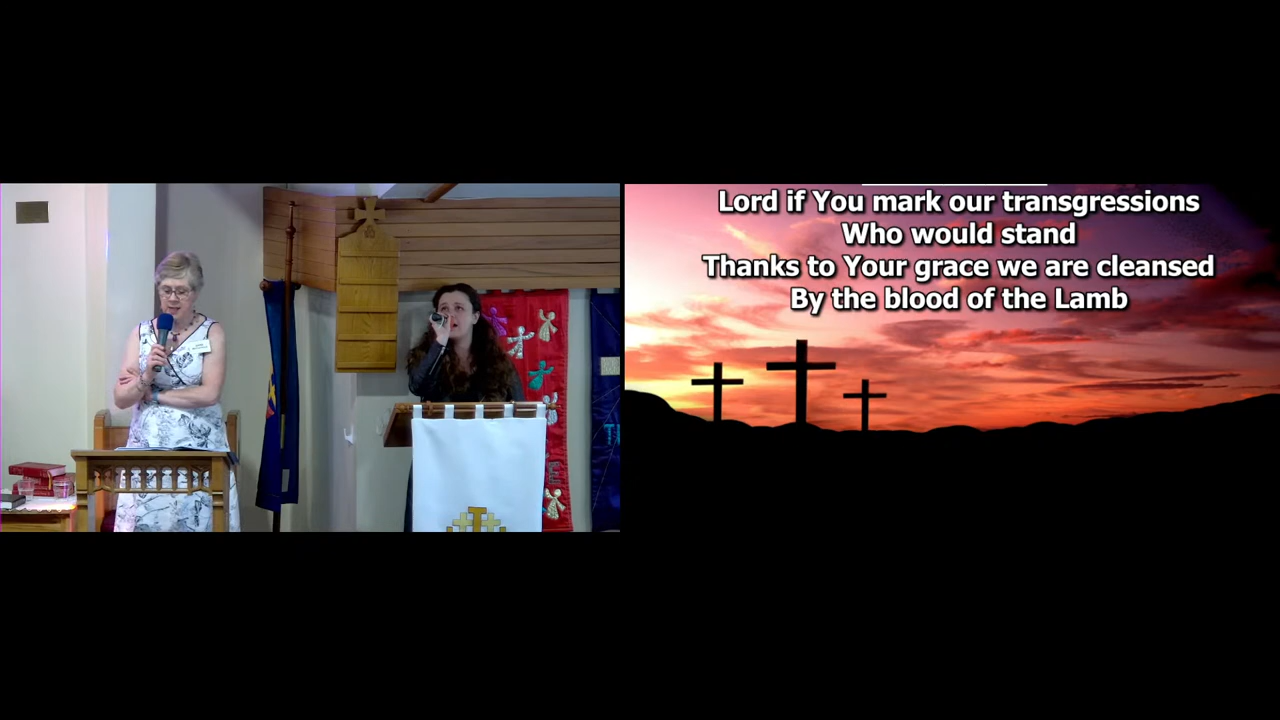 Lord if You mark our transgressions
Who would stand
Thanks to Your grace we are cleansed
By the blood of the Lamb